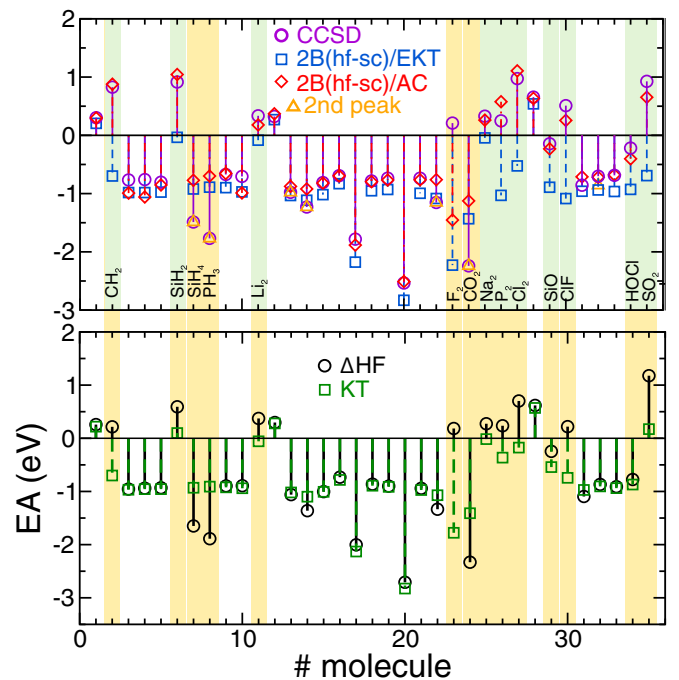 2
1
0
-1
-2
-3
CCSD
2B(hf-sc)/EKT
2B(hf-sc)/AC
2nd peak
CH₂
SiH₂
SiH₄
PH₃
Li₂
F₂
CO₂
Na₂
P₂
Cl₂
SiO
ClF
HOCl
SO₂
2
1
0
-1
-2
-3
ΔHF
KT
EA (eV)
0
10
20
30
# molecule